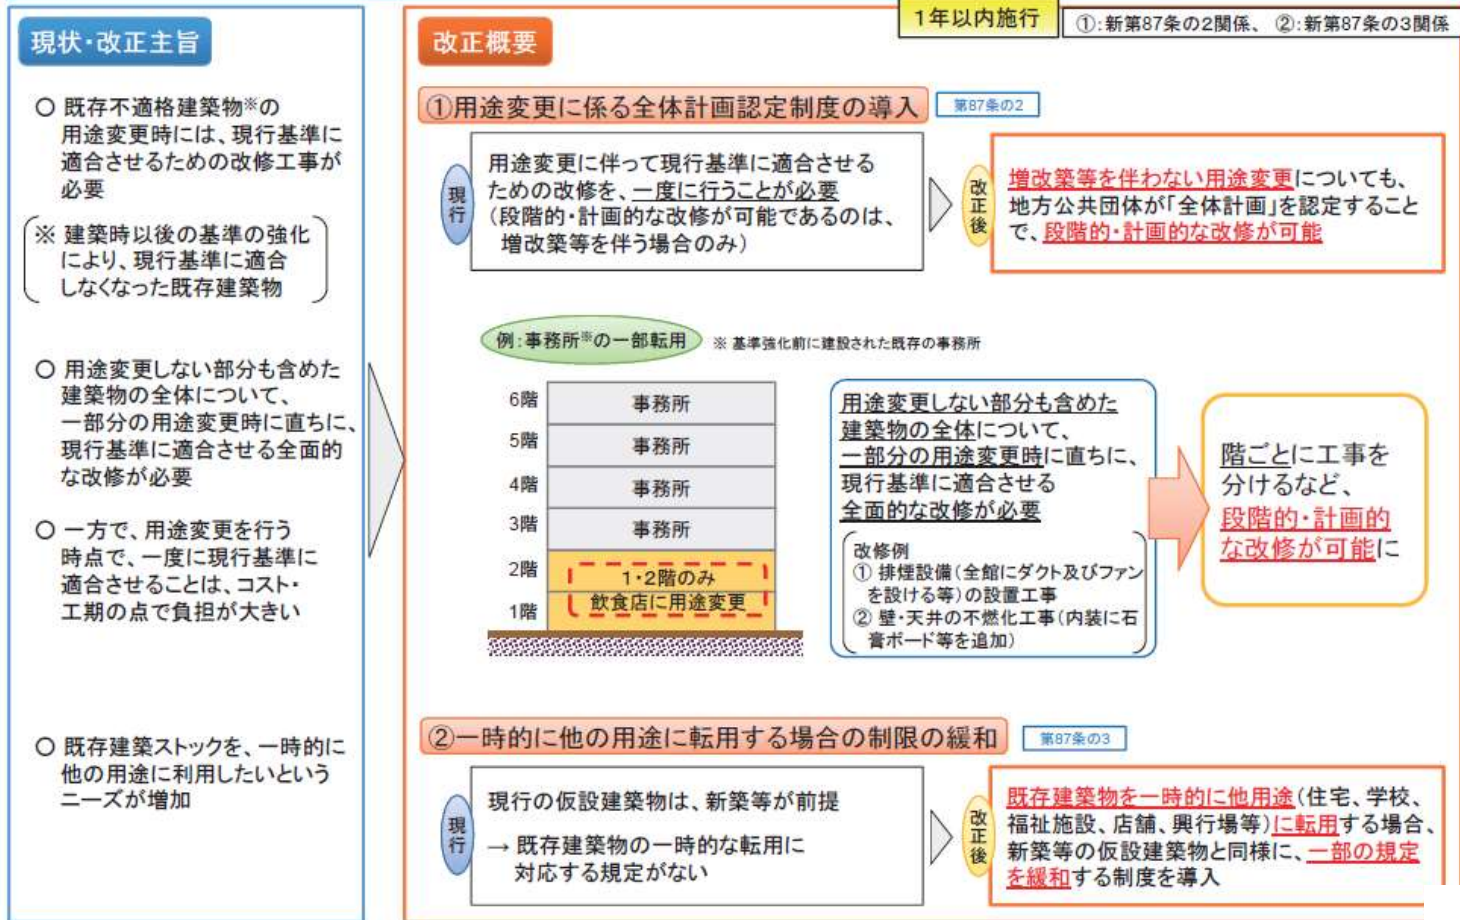 1年以内施行
①:新第87条の2関係、 ②:新第87条の3関係
現状・改正主旨
○ 既存不適格建築物※の
用途変更時には、現行基準に
適合させるための改修工事が
必要
※ 建築時以後の基準の強化
により、現行基準に適合
しなくなった既存建築物
○ 用途変更しない部分も含めた
建築物の全体について、
一部分の用途変更時に直ちに、
現行基準に適合させる全面的
な改修が必要
○ 一方で、用途変更を行う
時点で、一度に現行基準に
適合させることは、コスト・
工期の点で負担が大きい
○ 既存建築ストックを、一時的に
他の用途に利用したいという
ニーズが増加
改正概要
①用途変更に係る全体計画認定制度の導入
第87条の2
現行
用途変更に伴って現行基準に適合させる
ための改修を、一度に行うことが必要
(段階的・計画的な改修が可能であるのは、
増改築等を伴う場合のみ)
改正後
増改築等を伴わない用途変更についても、
地方公共団体が「全体計画」を認定すること
で、段階的・計画的な改修が可能
例:事務所※の一部転用
※ 基準強化前に建設された既存の事務所
6階 事務所
5階 事務所
4階 事務所
3階 事務所
2階 1・2階のみ
1階 飲食店に用途変更
用途変更しない部分も含めた
建築物の全体について、
一部分の用途変更時に直ちに、
現行基準に適合させる
全面的な改修が必要
改修例
① 排煙設備(全館にダクト及びファン
を設ける等)の設置工事
② 壁・天井の不燃化工事(内装に石
膏ボード等を追加)
階ごとに工事を
分けるなど、
段階的・計画的
な改修が可能に
②一時的に他の用途に転用する場合の制限の緩和
第87条の3
現行
現行の仮設建築物は、新築等が前提
→ 既存建築物の一時的な転用に
対応する規定がない
改正後
既存建築物を一時的に他用途(住宅、学校、
福祉施設、店舗、興行場等)に転用する場合、
新築等の仮設建築物と同様に、一部の規定
を緩和する制度を導入